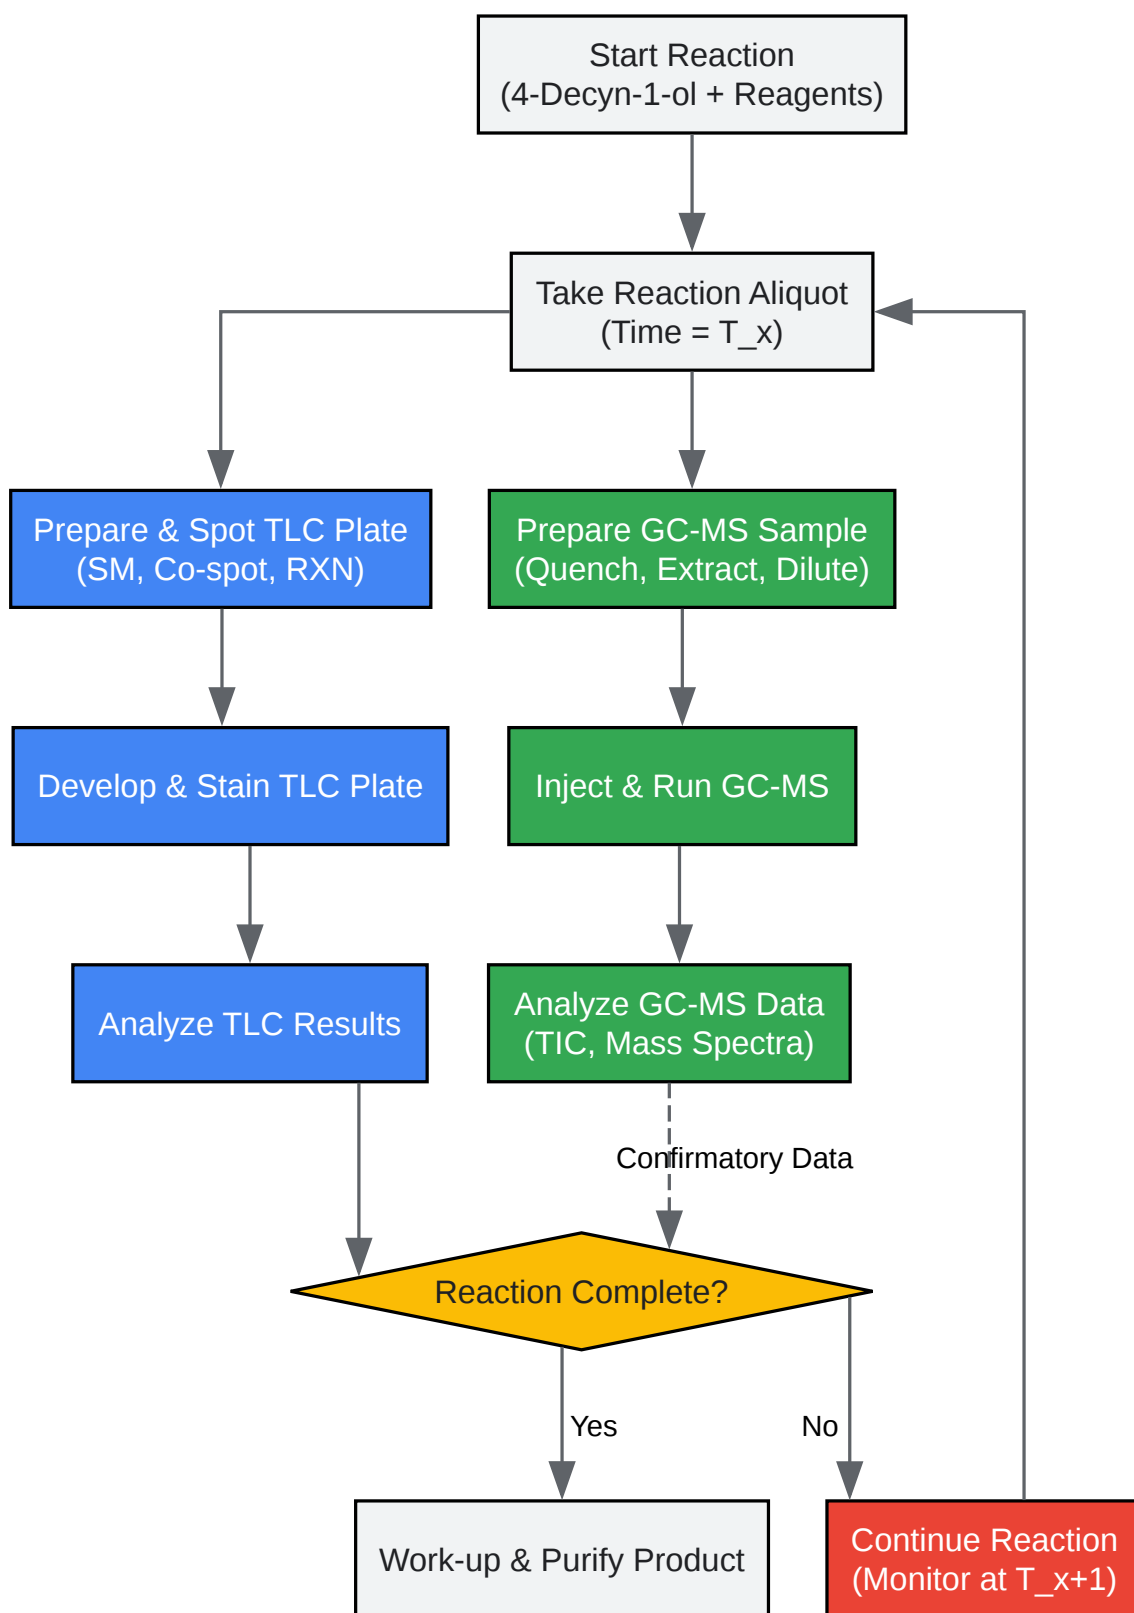 Start Reaction
(4-Decyn-1-ol + Reagents)
Take Reaction Aliquot
(Time = T_x)
Prepare & Spot TLC Plate
(SM, Co-spot, RXN)
Prepare GC-MS Sample
(Quench, Extract, Dilute)
Develop & Stain TLC Plate
Inject & Run GC-MS
Analyze TLC Results
Analyze GC-MS Data
(TIC, Mass Spectra)
Confirmatory Data
Reaction Complete?
Yes
No
Work-up & Purify Product
Continue Reaction
(Monitor at T_x+1)